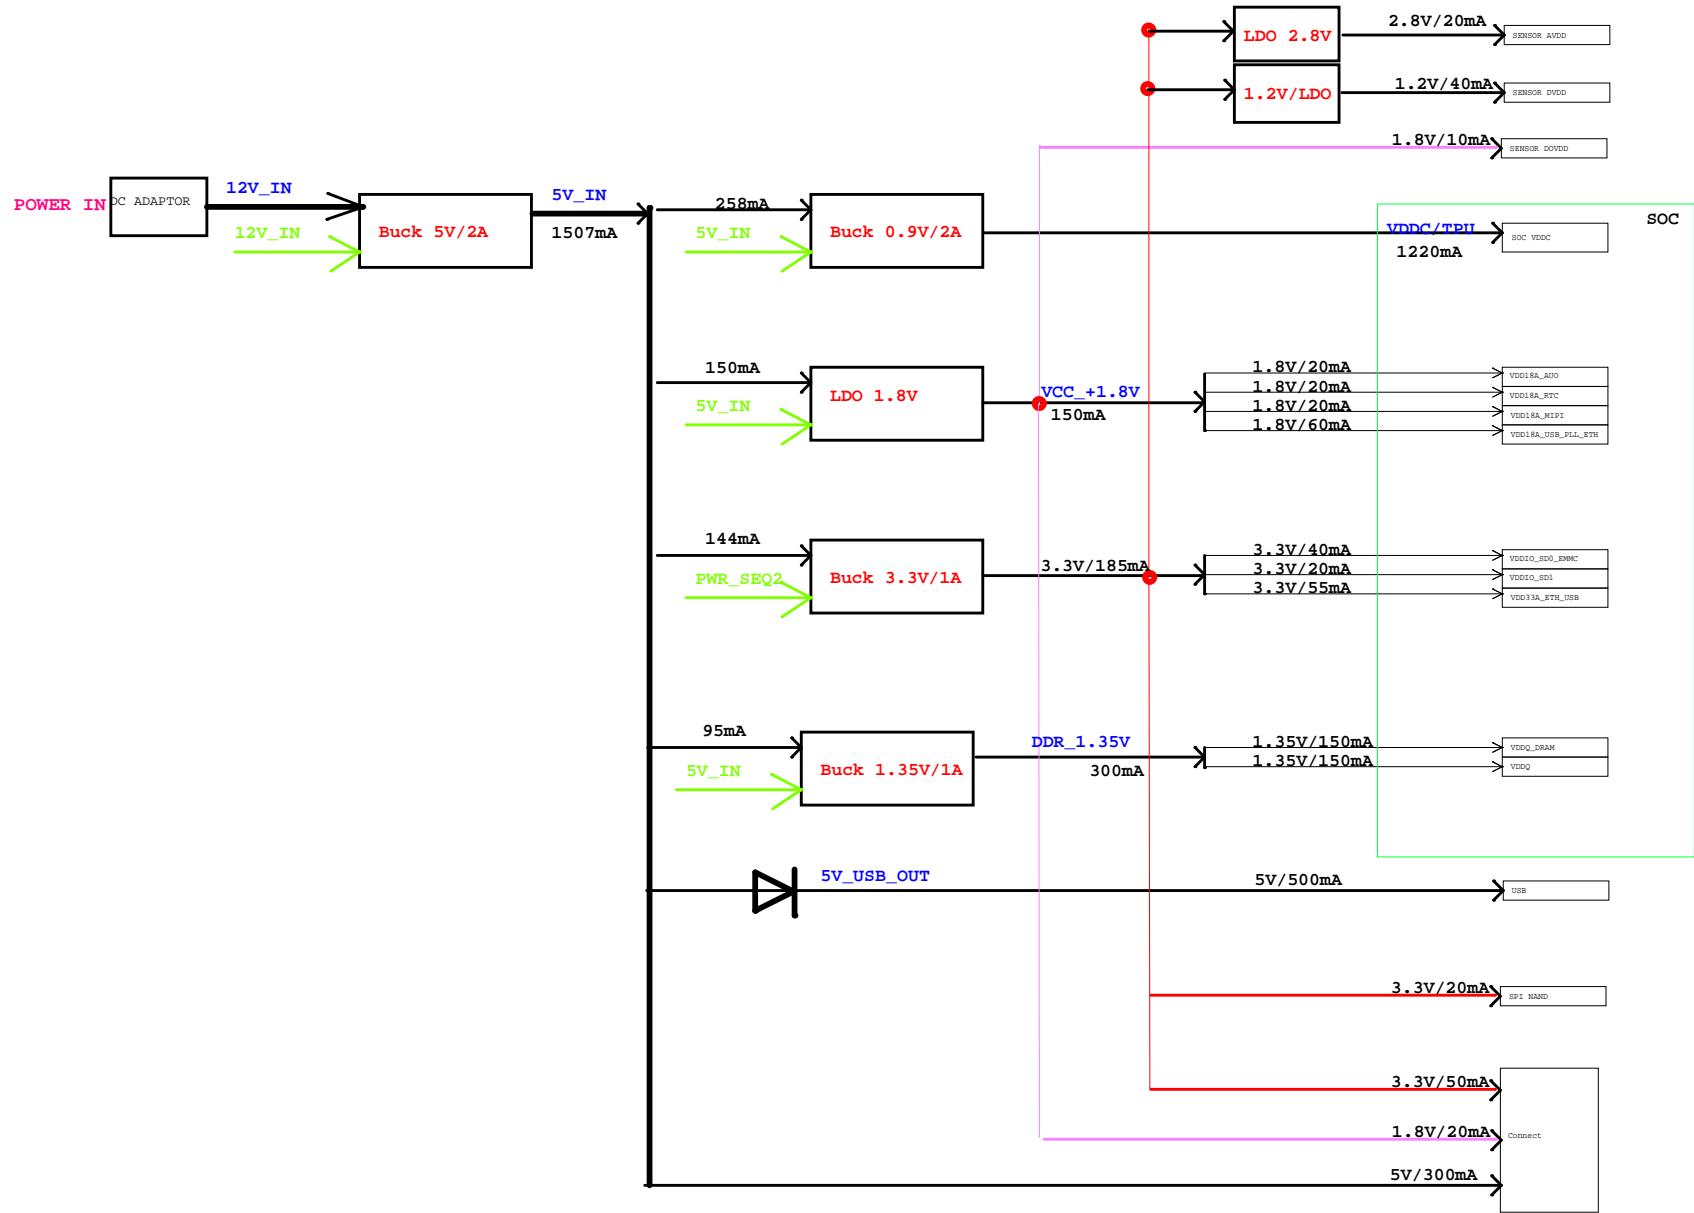 2.8V/20mA
LDO 2.8V
SENSOR AVDD
1.2V/40mA
1.2V/LDO
SENSOR DVDD
1.8V/10mA
SENSOR DOVDD
POWER IN
DC ADAPTOR
12V_IN
12V_IN
Buck 5V/2A
5V_IN
1507mA
258mA
5V_IN
Buck 0.9V/2A
VDDC/TPU
1220mA
SOC VDDC
SOC
150mA
5V_IN
LDO 1.8V
VCC_+1.8V
150mA
1.8V/20mA
VDD18A_AUO
1.8V/20mA
VDD18A_RTC
1.8V/20mA
VDD18A_MIPI
1.8V/60mA
VDD18A_USB_PLL_ETH
144mA
PWR_SEQ2
Buck 3.3V/1A
3.3V/185mA
3.3V/40mA
VDDIO_SD0_EMMC
3.3V/20mA
VDDIO_SD1
3.3V/55mA
VDD33A_ETH_USB
95mA
5V_IN
Buck 1.35V/1A
DDR_1.35V
300mA
1.35V/150mA
VDDQ_DRAM
1.35V/150mA
VDDQ
5V_USB_OUT
5V/500mA
USB
3.3V/20mA
SPI NAND
3.3V/50mA
1.8V/20mA
Connect
5V/300mA